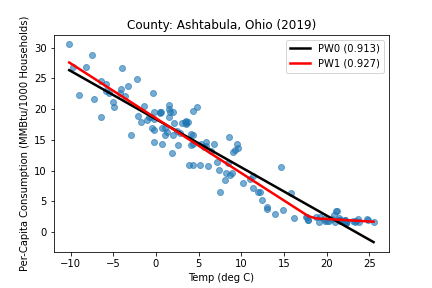 County: Ashtabula, Ohio (2019)
Per-Capita Consumption (MMBtu/1000 Households)
30
25
20
15
10
5
0
PW0 (0.913)
PW1 (0.927)
−10 −5 0 5 10 15 20 25
Temp (deg C)